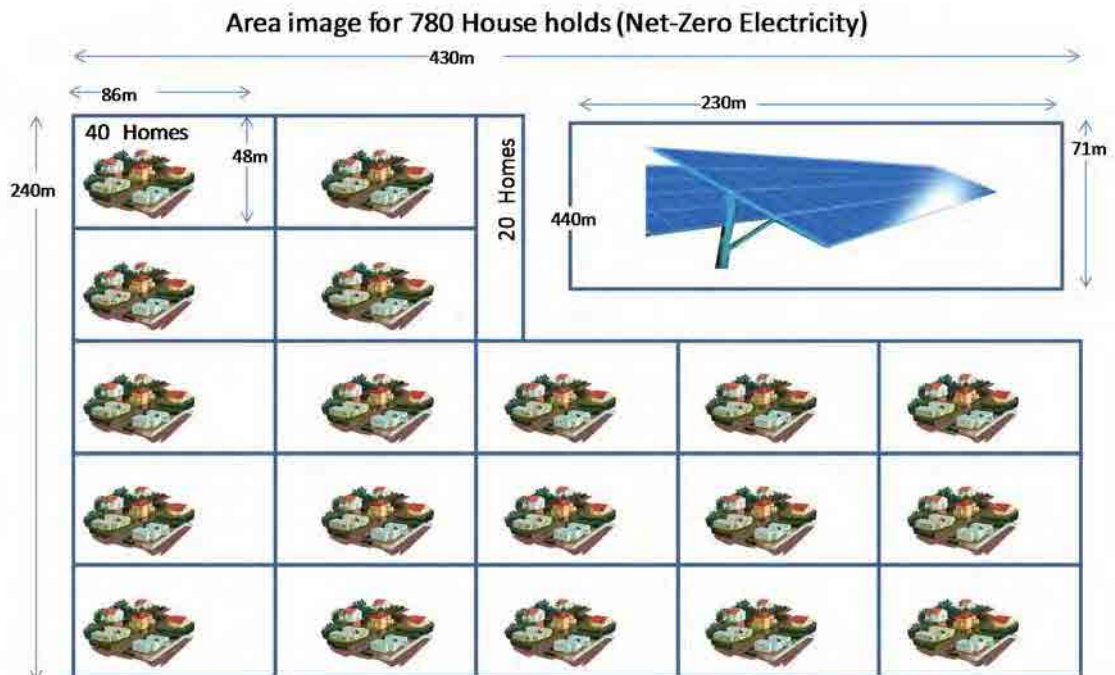 Area image for 780 House holds (Net-Zero Electricity)
430m
86m
230m
40 Homes
48m
20 Homes
71m
240m
440m